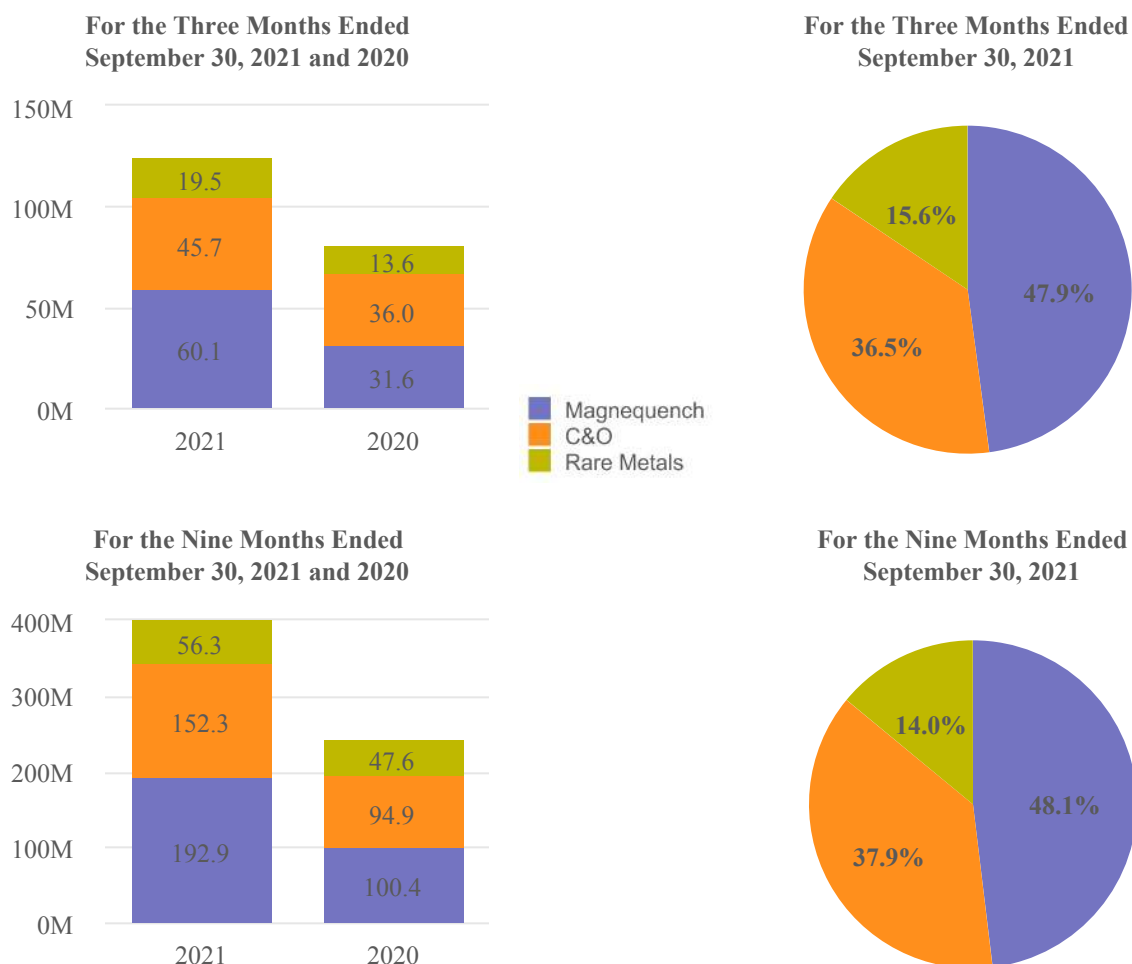 For the Three Months Ended
September 30, 2021 and 2020
150M
100M
50M
0M
19.5
45.7
60.1
13.6
36.0
31.6
2021
2020
Magnequench
C&O
Rare Metals
For the Three Months Ended
September 30, 2021
15.6%
47.9%
36.5%
For the Nine Months Ended
September 30, 2021 and 2020
400M
300M
200M
100M
0M
56.3
152.3
192.9
47.6
94.9
100.4
2021
2020
For the Nine Months Ended
September 30, 2021
14.0%
48.1%
37.9%